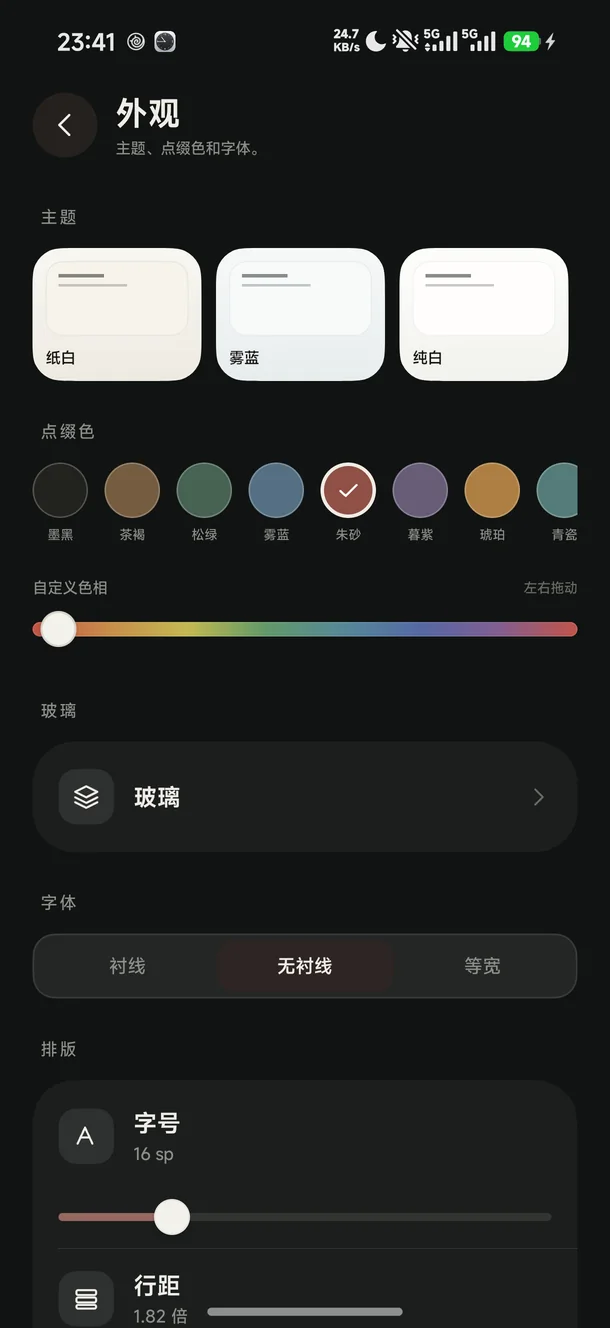 23:41
24.7
KB/s
5G
5G
94
外观
主题、点缀色和字体。
主题
纸白
雾蓝
纯白
点缀色
墨黑
茶褐
松绿
雾蓝
朱砂
暮紫
琥珀
青瓷
自定义色相
左右拖动
玻璃
玻璃
字体
衬线
无衬线
等宽
排版
A
字号
16 sp
行距
1.82 倍